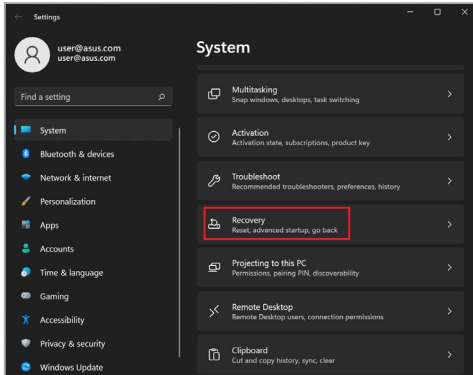 Settings
user@asus.com
user@asus.com
Find a setting
System
Bluetooth & devices
Network & internet
Personalization
Apps
Accounts
Time & language
Gaming
Accessibility
Privacy & security
Windows Update
System
Multitasking
Snap windows, desktops, task switching
Activation
Activation state, subscriptions, product key
Troubleshoot
Recommended troubleshooters, preferences, history
Recovery
Reset, advanced startup, go back
Projecting to this PC
Permissions, pairing PIN, discoverability
Remote Desktop
Remote Desktop users, connection permissions
Clipboard
Cut and copy history, sync, clear